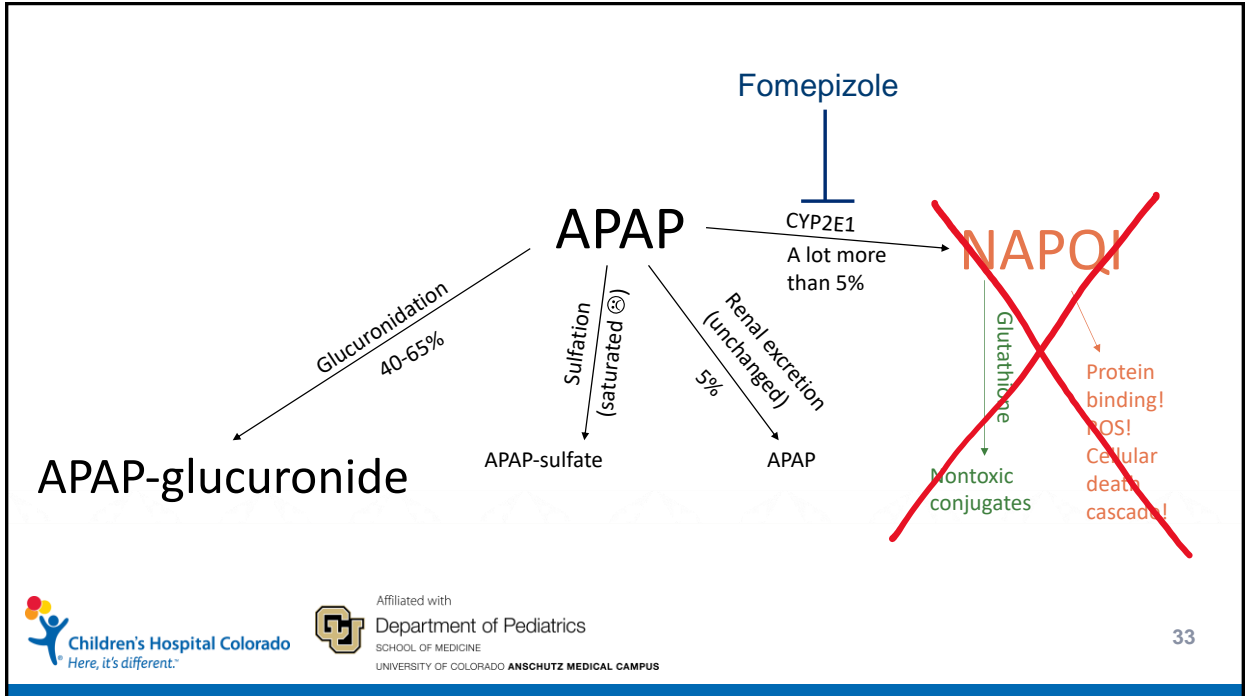 Fomepizole
APAP
CYP2E1
A lot more
than 5%
NAPQI
Glucuronidation
40-65%
Sulfation
(saturated ☹)
Renal excretion
(unchanged)
5%
Glutathione
Protein
binding!
ROS!
Cellular
death
cascade!
APAP-glucuronide
APAP-sulfate
APAP
Nontoxic
conjugates
Children's Hospital Colorado
Here, it's different.™
CU
Affiliated with
Department of Pediatrics
SCHOOL OF MEDICINE
UNIVERSITY OF COLORADO ANSCHUTZ MEDICAL CAMPUS
33